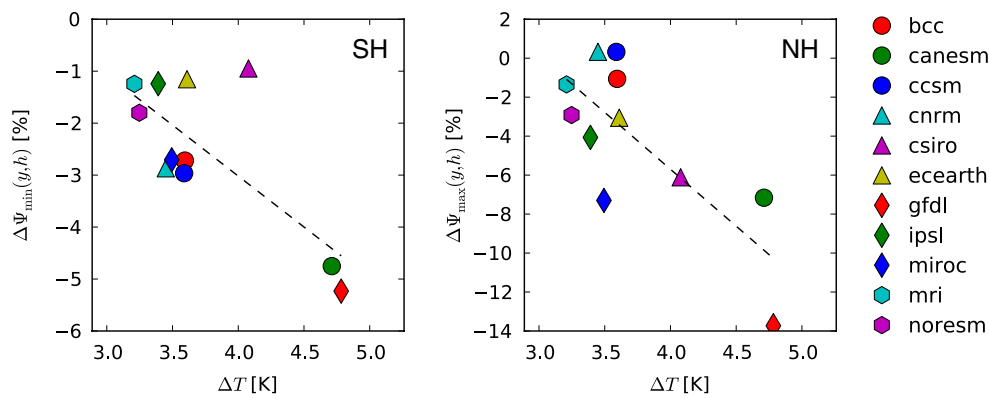 SH
0
−1
−2
−3
−4
−5
−6
ΔΨmin(y,h) [%]
3.0 3.5 4.0 4.5 5.0
ΔT [K]
NH
2
0
−2
−4
−6
−8
−10
−12
−14
ΔΨmax(y,h) [%]
3.0 3.5 4.0 4.5 5.0
ΔT [K]
bcc
canesm
ccsm
cnrm
csiro
ecearth
gfdl
ipsl
miroc
mri
noresm